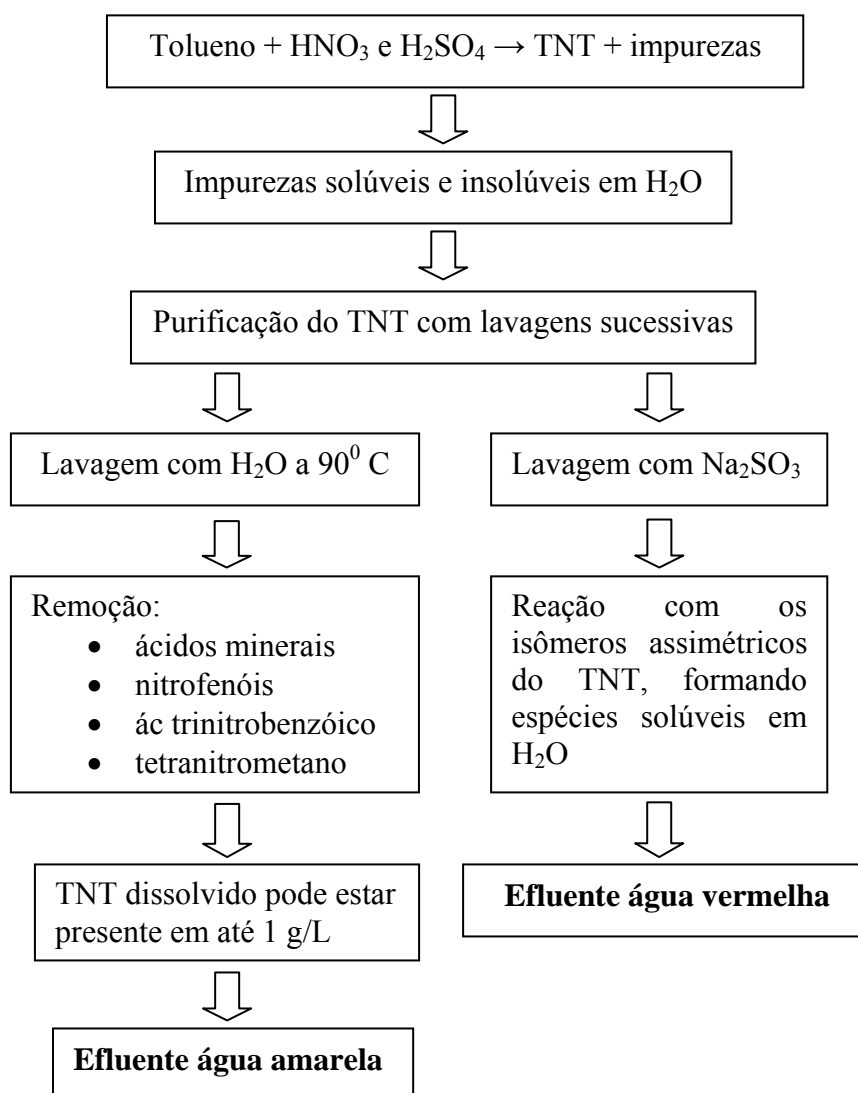 Tolueno + HNO₃ e H₂SO₄ → TNT + impurezas
Impurezas solúveis e insolúveis em H₂O
Purificação do TNT com lavagens sucessivas
Lavagem com H₂O a 90⁰ C
Lavagem com Na₂SO₃
Remoção:
• ácidos minerais
• nitrofenóis
• ác trinitrobenzóico
• tetranitrometano
Reação com os
isômeros assimétricos
do TNT, formando
espécies solúveis em
H₂O
TNT dissolvido pode estar
presente em até 1 g/L
Efluente água vermelha
Efluente água amarela